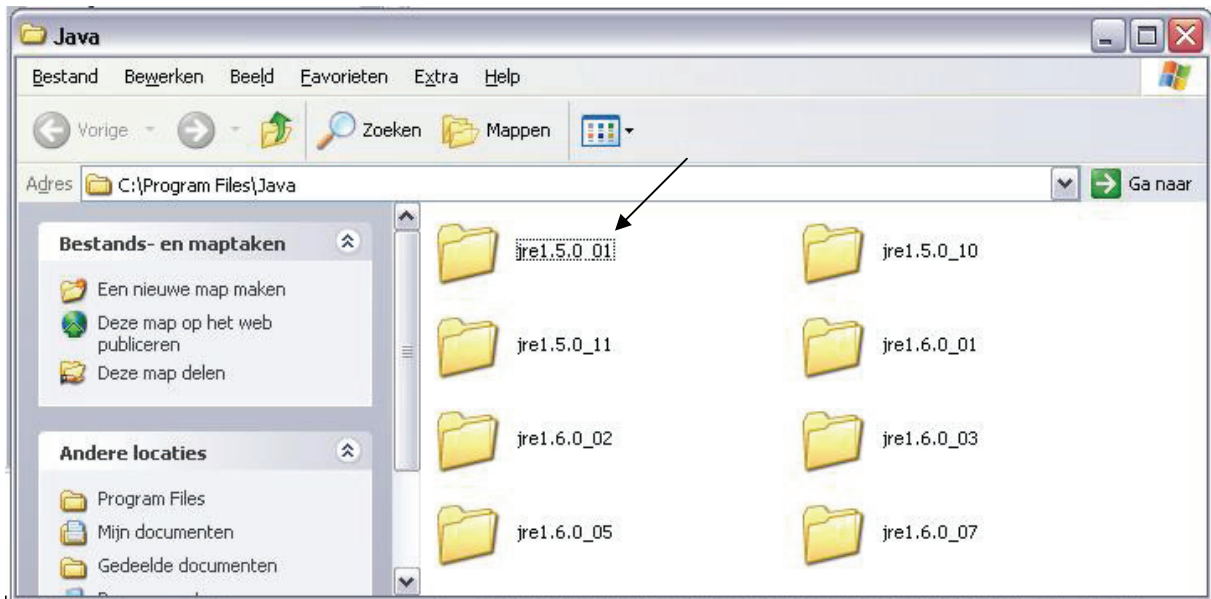 Java
Bestand Bewerken Beeld Favorieten Extra Help
Vorige Zoeken Mappen
Adres C:\Program Files\Java Ga naar
Bestands- en maptaken
Een nieuwe map maken
Deze map op het web
publiceren
Deze map delen
Andere locaties
Program Files
Mijn documenten
Gedeelde documenten
jre1.5.0_01 jre1.5.0_10
jre1.5.0_11 jre1.6.0_01
jre1.6.0_02 jre1.6.0_03
jre1.6.0_05 jre1.6.0_07